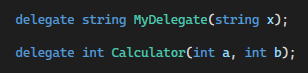 delegate string MyDelegate(string x);
delegate int Calculator(int a, int b);